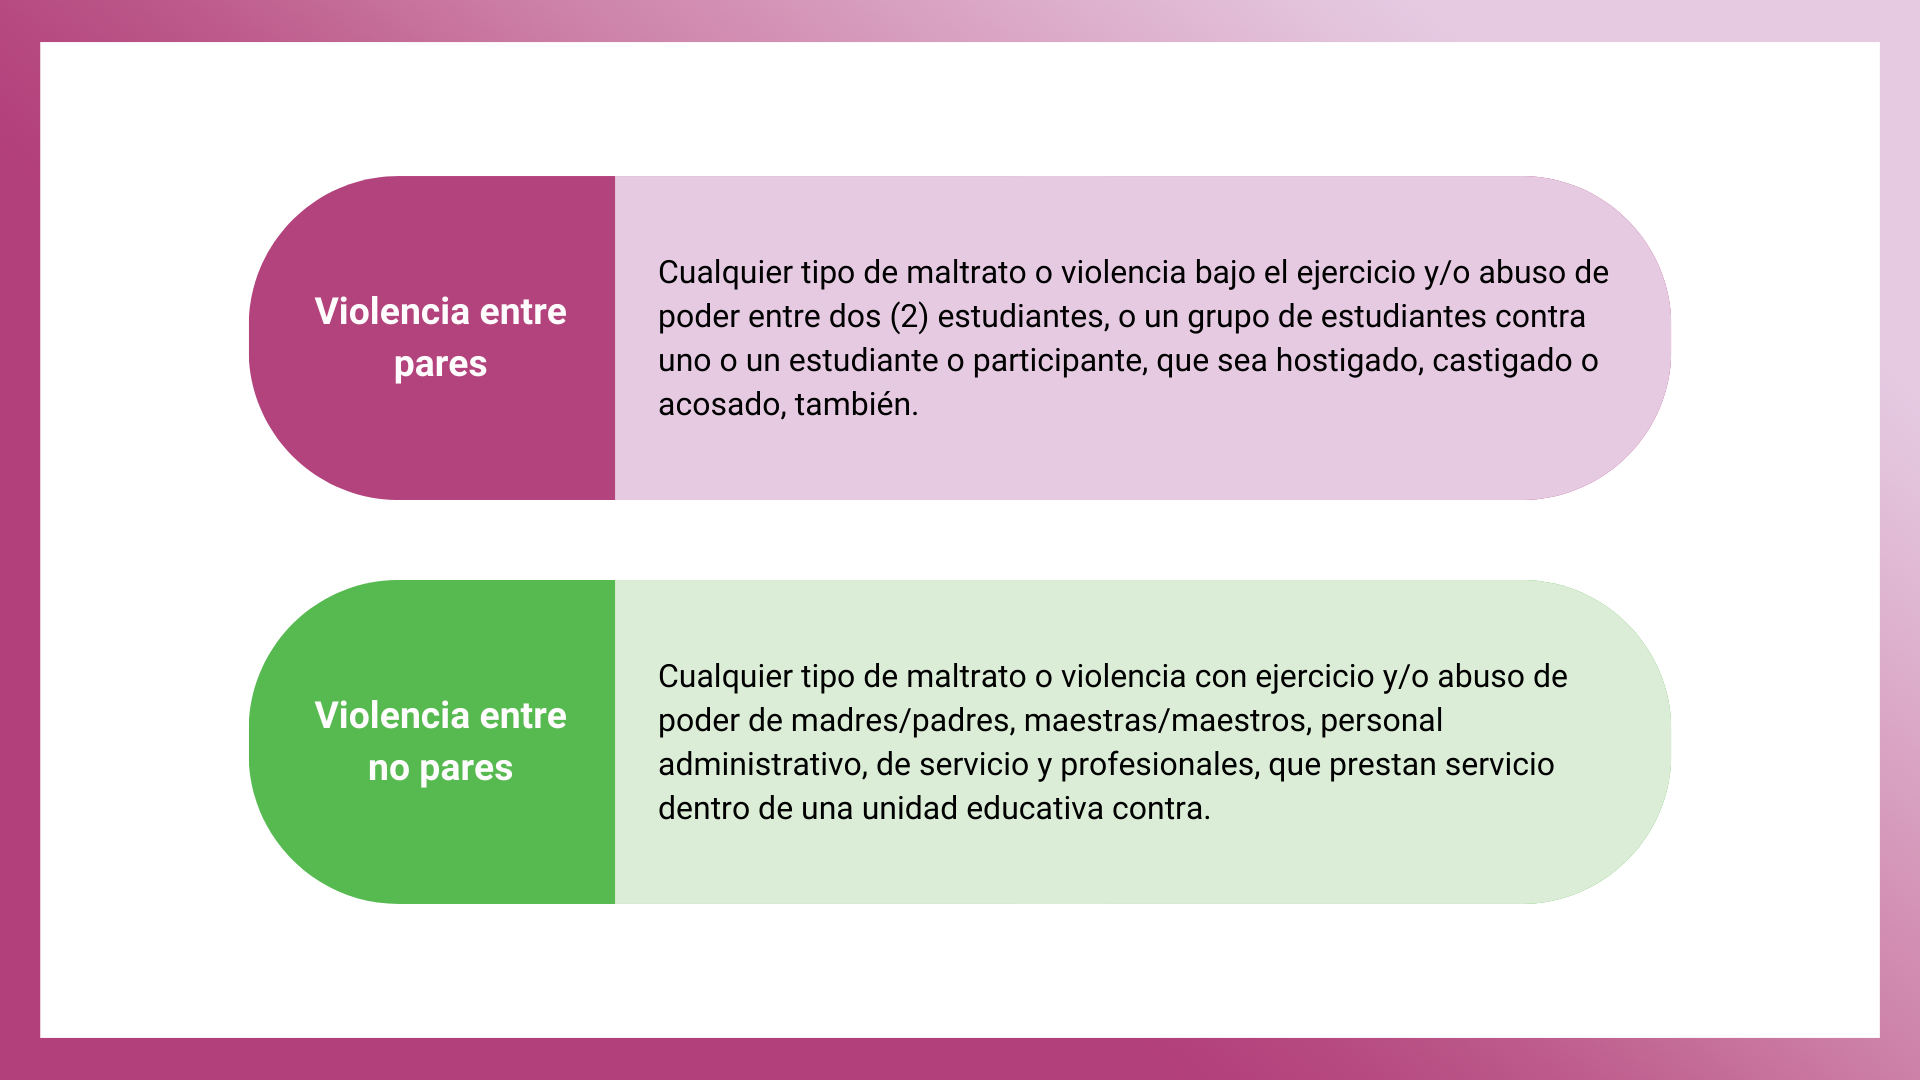 Violencia entre
pares
Cualquier tipo de maltrato o violencia bajo el ejercicio y/o abuso de
poder entre dos (2) estudiantes, o un grupo de estudiantes contra
uno o un estudiante o participante, que sea hostigado, castigado o
acosado, también.
Violencia entre
no pares
Cualquier tipo de maltrato o violencia con ejercicio y/o abuso de
poder de madres/padres, maestras/maestros, personal
administrativo, de servicio y profesionales, que prestan servicio
dentro de una unidad educativa contra.